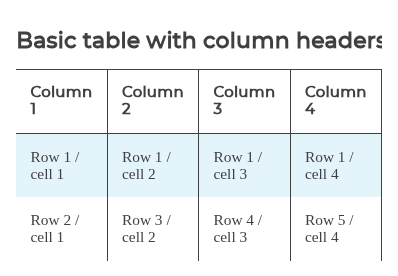 Basic table with column headers
Column Column Column Column
1 2 3 4
Row 1 / Row 1 / Row 1 / Row 1 /
cell 1 cell 2 cell 3 cell 4
Row 2 / Row 3 / Row 4 / Row 5 /
cell 1 cell 2 cell 3 cell 4